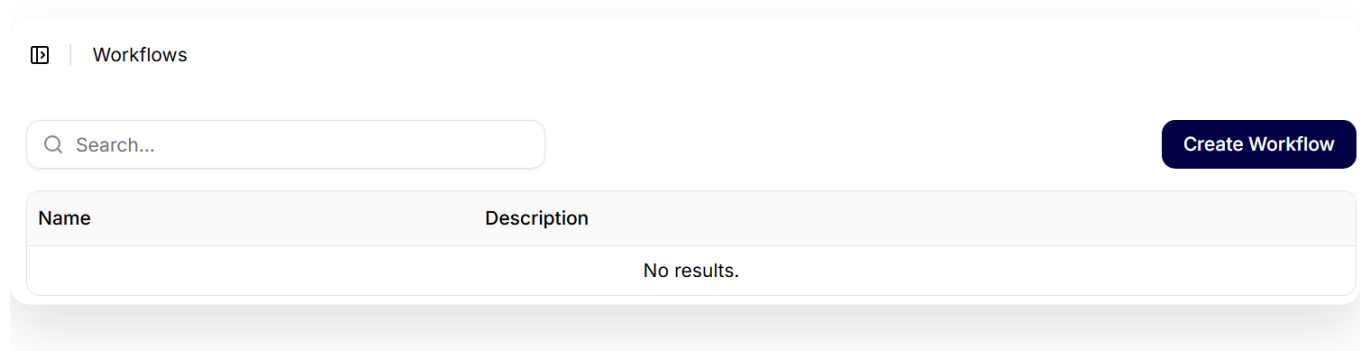 Workflows
Search...
Create Workflow
Name Description
No results.